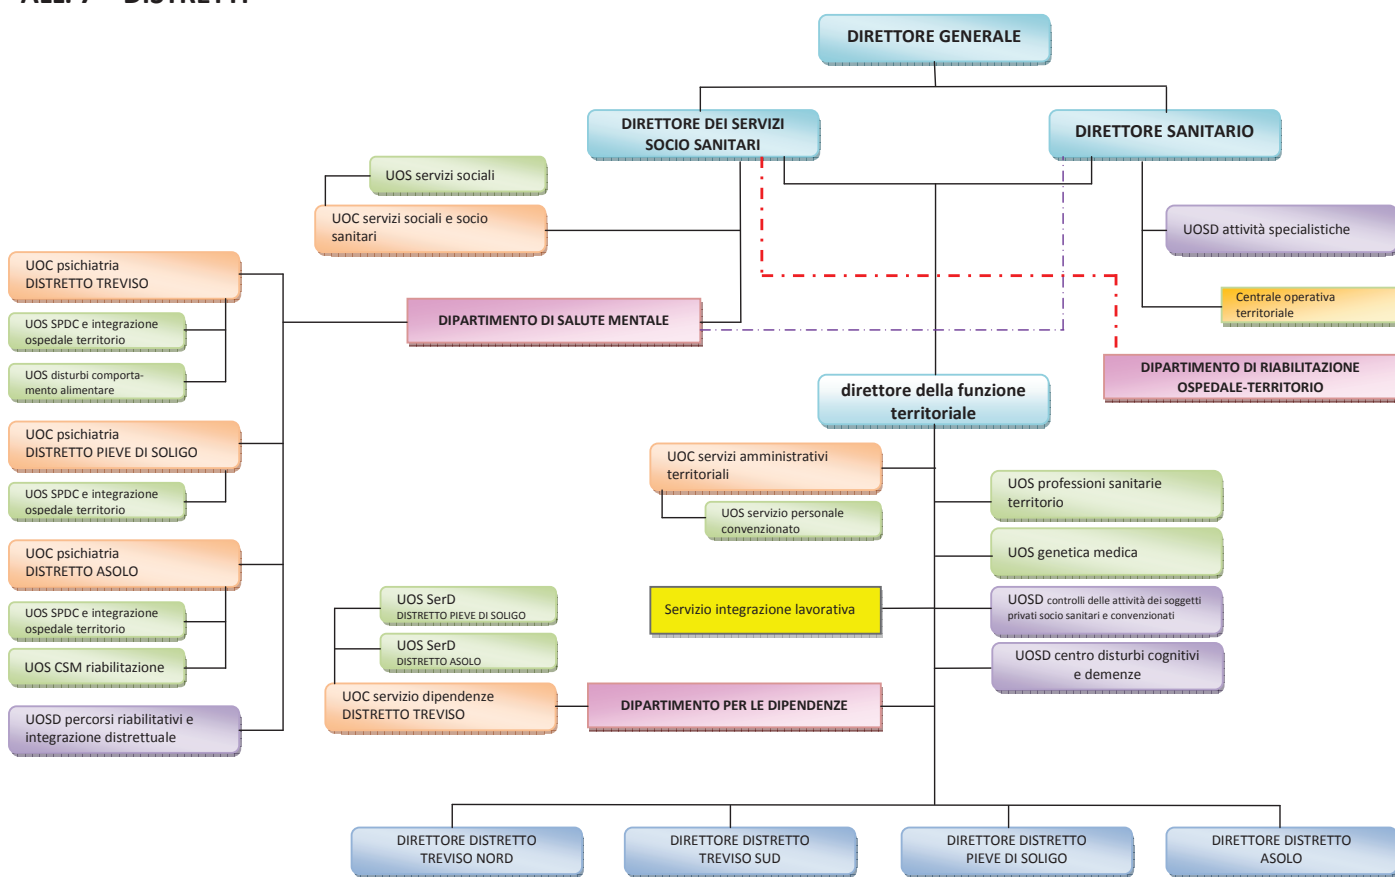 ALL. 7 – DISTRETTI
DIRETTORE GENERALE
DIRETTORE DEI SERVIZI
SOCIO SANITARI
DIRETTORE SANITARIO
UOS servizi sociali
UOC servizi sociali e socio
sanitari
UOSD attività specialistiche
UOC psichiatria
DISTRETTO TREVISO
UOS SPDC e integrazione
ospedale territorio
UOS disturbi comporta-
mento alimentare
DIPARTIMENTO DI SALUTE MENTALE
Centrale operativa
territoriale
DIPARTIMENTO DI RIABILITAZIONE
OSPEDALE-TERRITORIO
direttore della funzione
territoriale
UOC psichiatria
DISTRETTO PIEVE DI SOLIGO
UOS SPDC e integrazione
ospedale territorio
UOC servizi amministrativi
territoriali
UOS servizio personale
convenzionato
UOS professioni sanitarie
territorio
UOS genetica medica
UOC psichiatria
DISTRETTO ASOLO
UOS SPDC e integrazione
ospedale territorio
UOS CSM riabilitazione
UOS SerD
DISTRETTO PIEVE DI SOLIGO
UOS SerD
DISTRETTO ASOLO
Servizio integrazione lavorativa
UOSD controlli delle attività dei soggetti
privati socio sanitari e convenzionati
UOSD centro disturbi cognitivi
e demenze
UOSD percorsi riabilitativi e
integrazione distrettuale
UOC servizio dipendenze
DISTRETTO TREVISO
DIPARTIMENTO PER LE DIPENDENZE
DIRETTORE DISTRETTO
TREVISO NORD
DIRETTORE DISTRETTO
TREVISO SUD
DIRETTORE DISTRETTO
PIEVE DI SOLIGO
DIRETTORE DISTRETTO
ASOLO